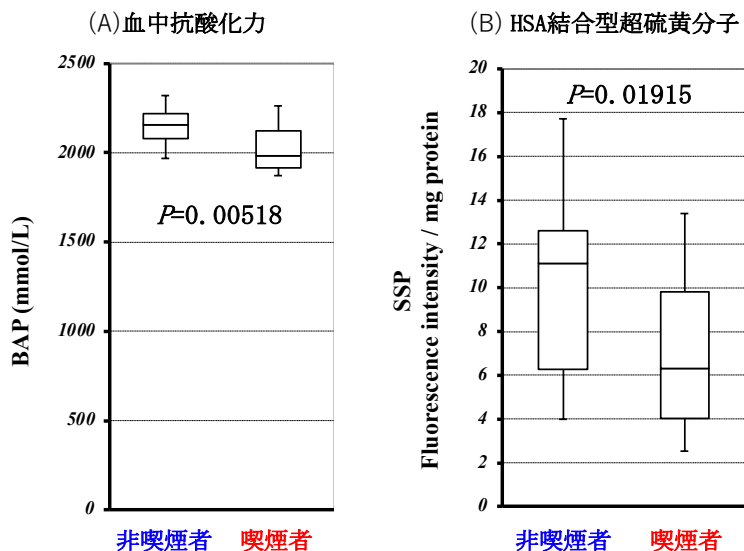 (A)血中抗酸化力
BAP (mmol/L)
2500
2000
1500
1000
500
0
P=0.00518
非喫煙者 喫煙者
(B) HSA結合型超硫黄分子
SSP
Fluorescence intensity / mg protein
20
18
16
14
12
10
8
6
4
2
0
P=0.01915
非喫煙者 喫煙者